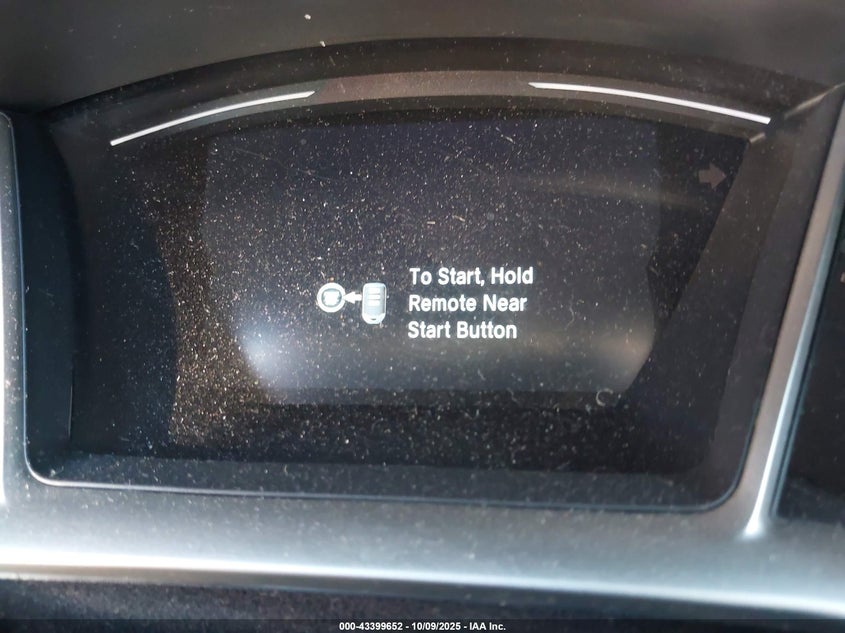 To Start, Hold
Remote Near
Start Button
000-43399652 - 10/09/2025 - IAA Inc.